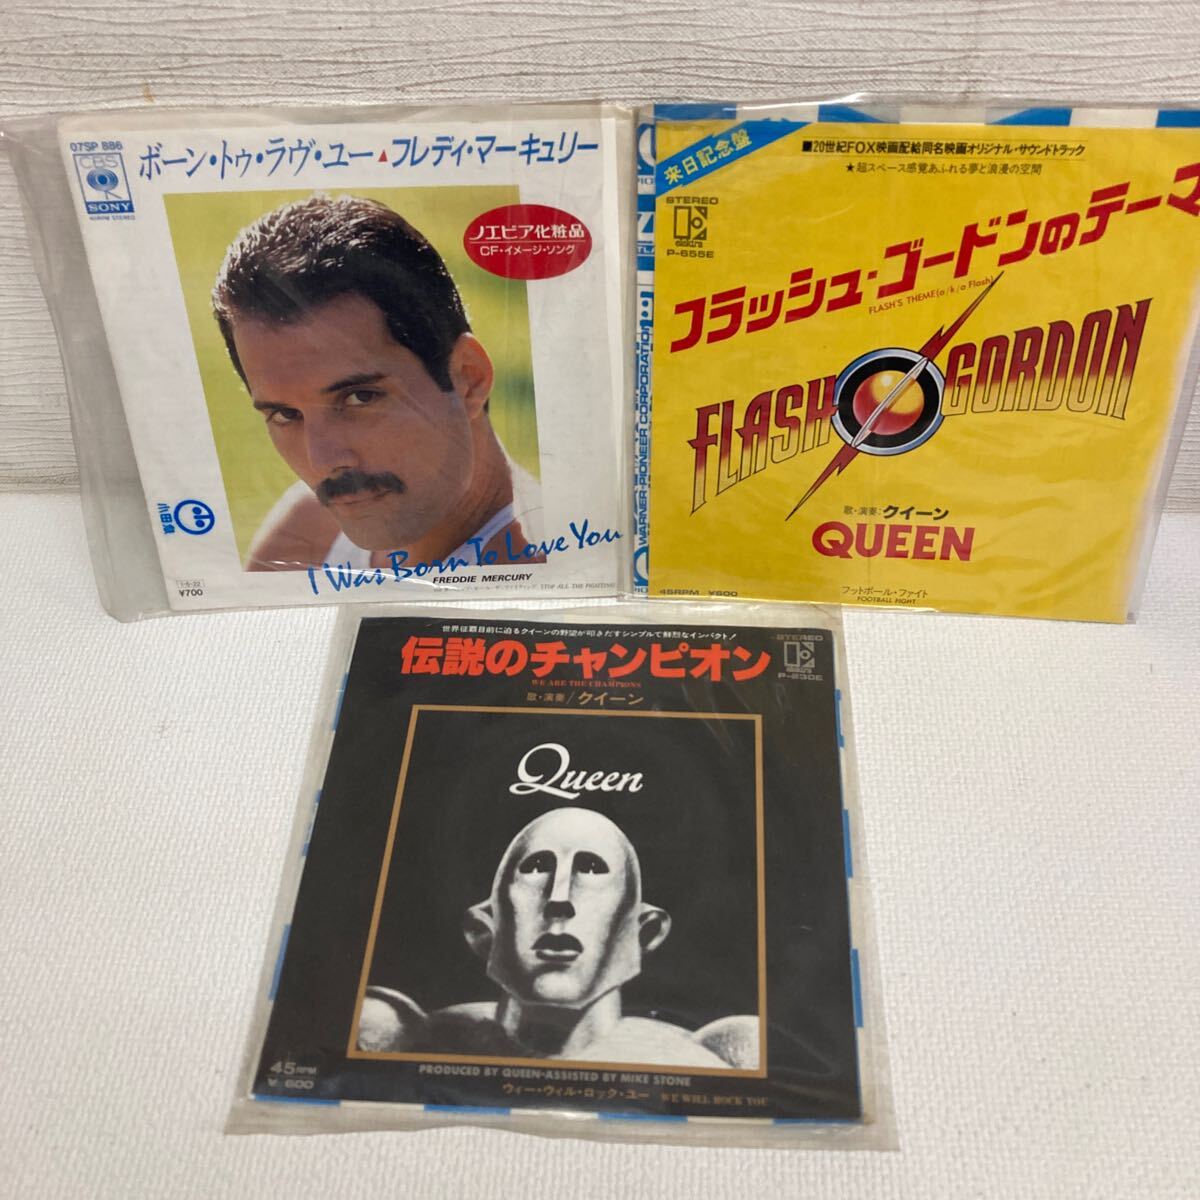 07SP 886
CBS
SONY
45RPM STEREO
ボーン・トゥ・ラヴ・ユー▲フレディ・マーキュリー
ノエビア化粧品
CF・イメージ・ソング
I Was Born To Love You
FREDDIE MERCURY
STOP ALL THE FIGHTING
¥700
来日記念盤
■20世紀FOX映画配給同名映画オリジナル・サウンドトラック
★超スペース感覚あふれる夢と浪漫の空間
STEREO
elektra
P-655E
フラッシュ・ゴードンのテーマ
FLASH'S THEME (a/k/a Flash)
FLASH GORDON
歌・演奏:クイーン
QUEEN
WARNER-PIONEER CORPORATION
45RPM ¥600
フットボール・ファイト
FOOTBALL FIGHT
世界征覇目前に迫るクイーンの野望が叩きだすシンプルで鮮烈なインパクト!
伝説のチャンピオン
WE ARE THE CHAMPIONS
歌・演奏/クイーン
STEREO
P-230E
Queen
PRODUCED BY QUEEN-ASSISTED BY MIKE STONE
45RPM
¥600
ウィー・ウィル・ロック・ユー WE WILL ROCK YOU